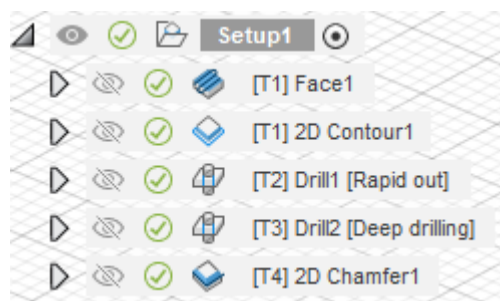 Setup1
[T1] Face1
[T1] 2D Contour1
[T2] Drill1 [Rapid out]
[T3] Drill2 [Deep drilling]
[T4] 2D Chamfer1